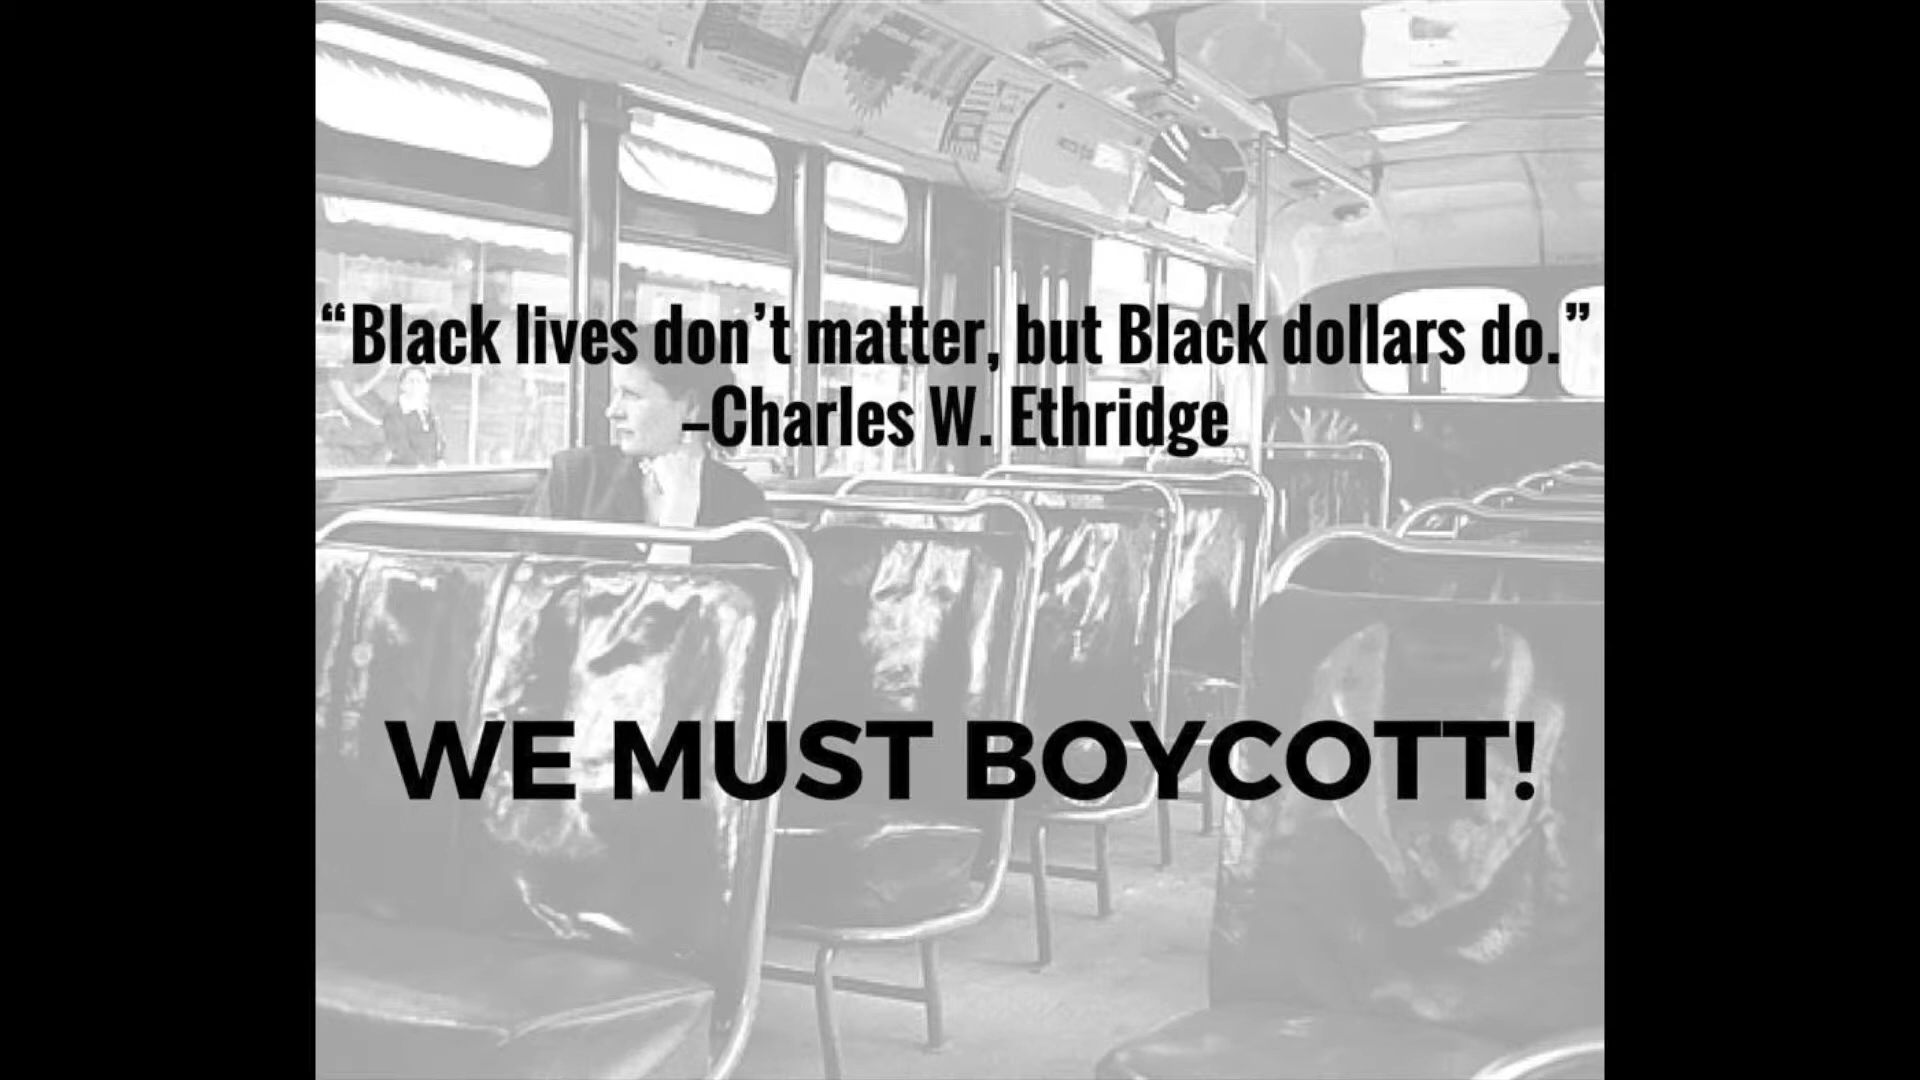 “Black lives don’t matter, but Black dollars do.”
–Charles W. Ethridge
WE MUST BOYCOTT!